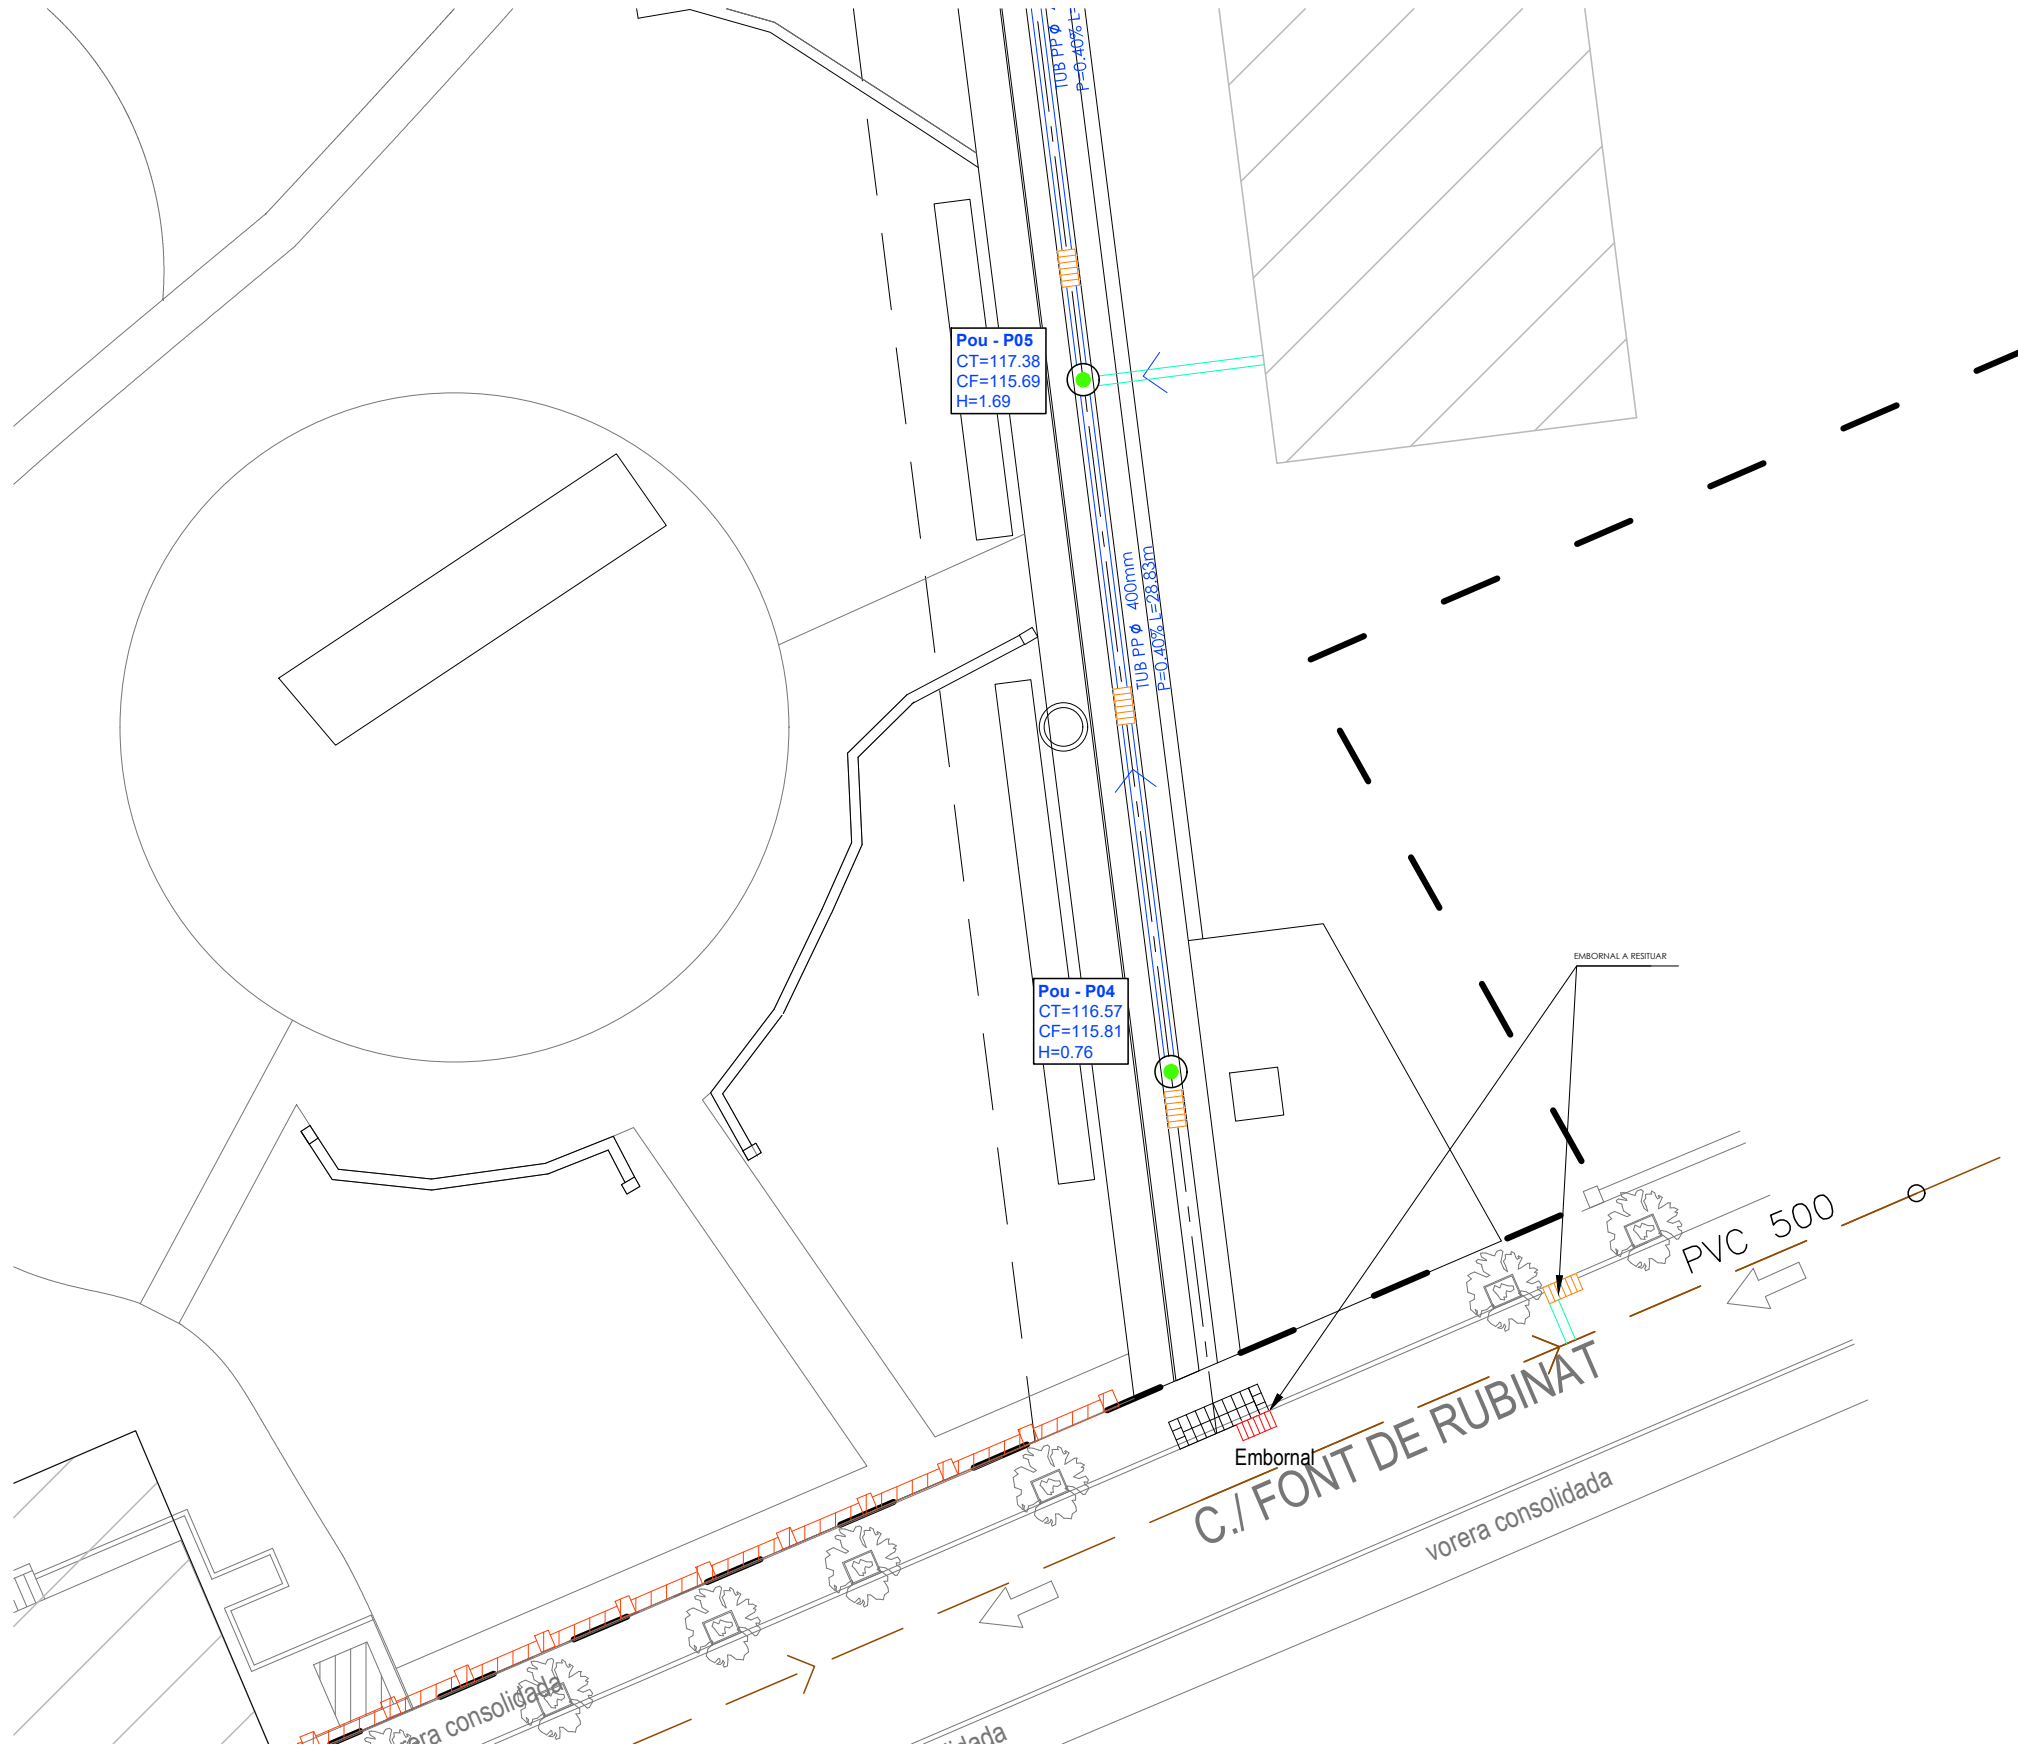 TUB PP Ø
P=0.40% L=
Pou - P05
CT=117.38
CF=115.69
H=1.69
TUB PP Ø 400mm
P=0.40% L=28.83m
EMBORNAL A RESITUAR
Pou - P04
CT=116.57
CF=115.81
H=0.76
PVC 500
Embornal
C./ FONT DE RUBINAT
vorera consolidada
consolidada